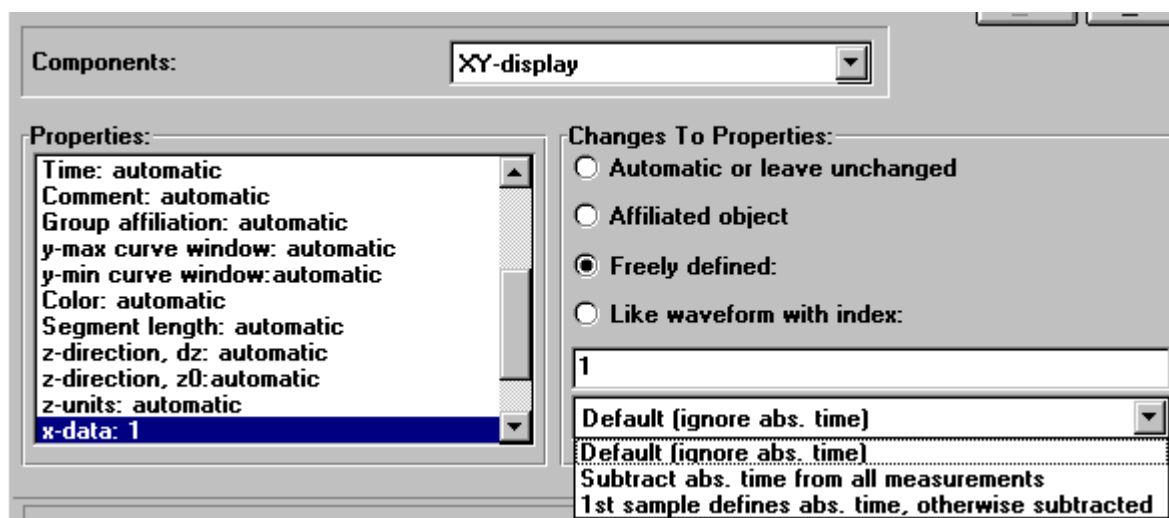 Components:
XY-display
Properties:
Time: automatic
Comment: automatic
Group affiliation: automatic
y-max curve window: automatic
y-min curve window:automatic
Color: automatic
Segment length: automatic
z-direction, dz: automatic
z-direction, z0:automatic
z-units: automatic
x-data: 1
Changes To Properties:
Automatic or leave unchanged
Affiliated object
Freely defined:
Like waveform with index:
1
Default (ignore abs. time)
Default (ignore abs. time)
Subtract abs. time from all measurements
1st sample defines abs. time, otherwise subtracted